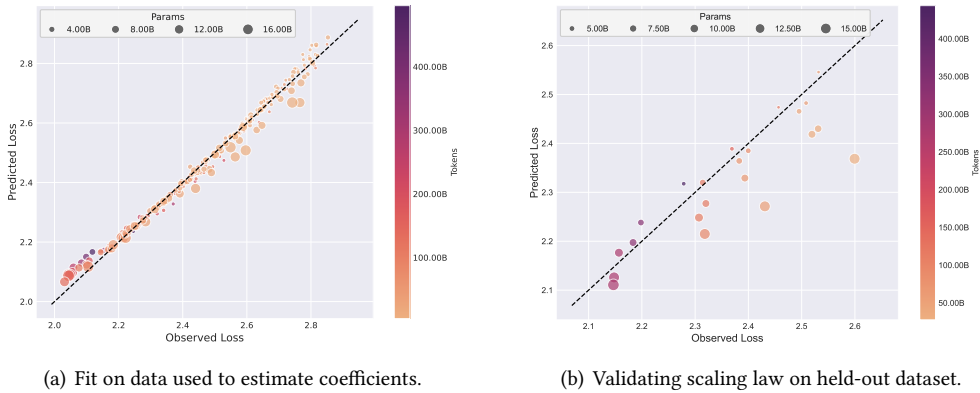 Params
4.00B 8.00B 12.00B 16.00B
2.8
2.6
2.4
2.2
2.0
Predicted Loss
2.0 2.2 2.4 2.6 2.8
Observed Loss
400.00B
300.00B
200.00B
100.00B
Tokens
(a) Fit on data used to estimate coefficients.
Params
5.00B 7.50B 10.00B 12.50B 15.00B
2.6
2.5
2.4
2.3
2.2
2.1
Predicted Loss
2.1 2.2 2.3 2.4 2.5 2.6
Observed Loss
400.00B
350.00B
300.00B
250.00B
200.00B
150.00B
100.00B
50.00B
Tokens
(b) Validating scaling law on held-out dataset.